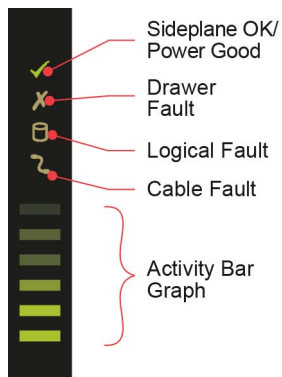 Sideplane OK/
Power Good
Drawer
Fault
Logical Fault
Cable Fault
Activity Bar
Graph